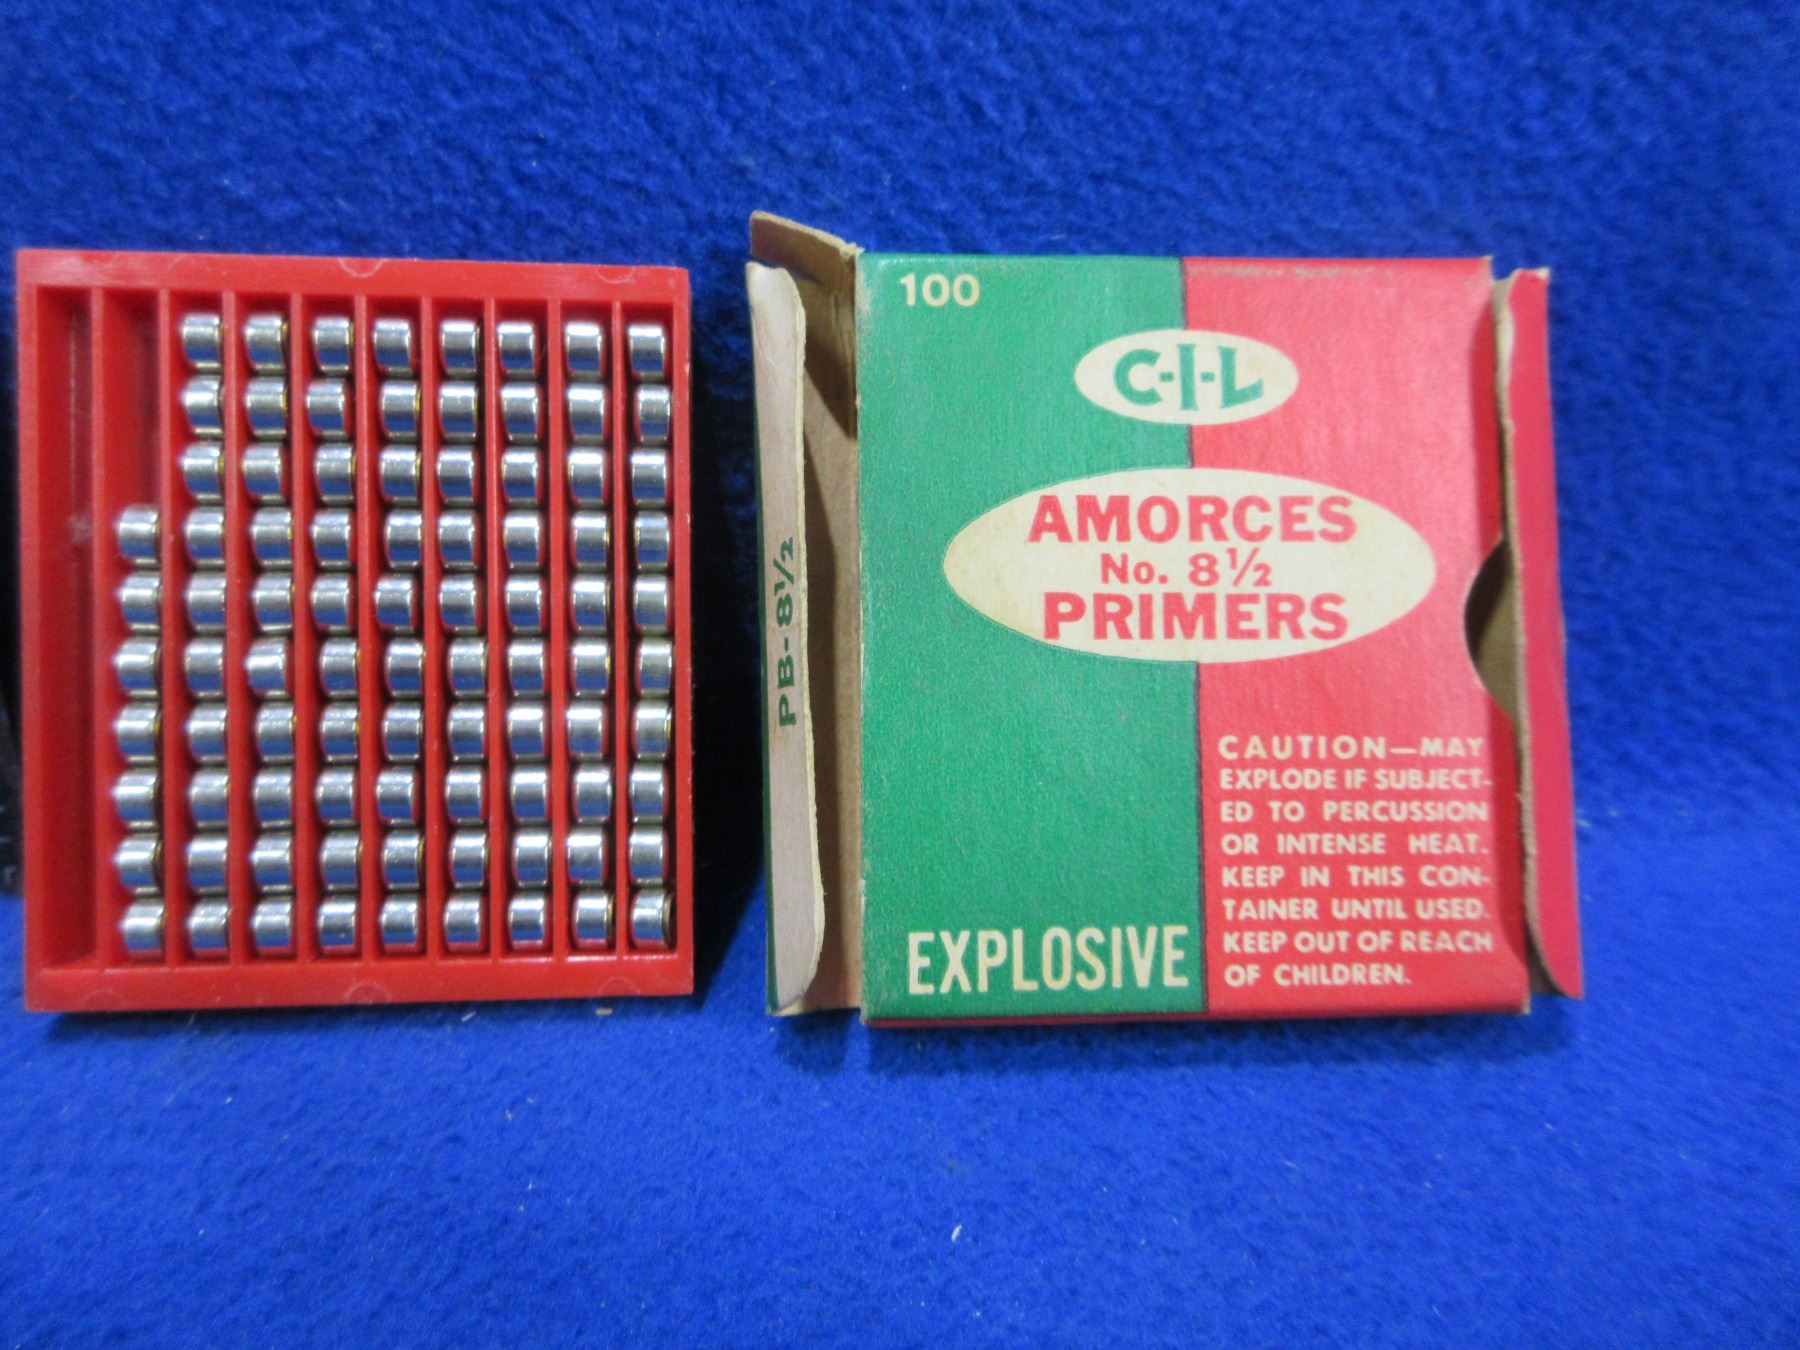 PB-8½
100
C-I-L
AMORCES
No. 8½
PRIMERS
EXPLOSIVE
CAUTION—MAY
EXPLODE IF SUBJECT-
ED TO PERCUSSION
OR INTENSE HEAT.
KEEP IN THIS CON-
TAINER UNTIL USED.
KEEP OUT OF REACH
OF CHILDREN.